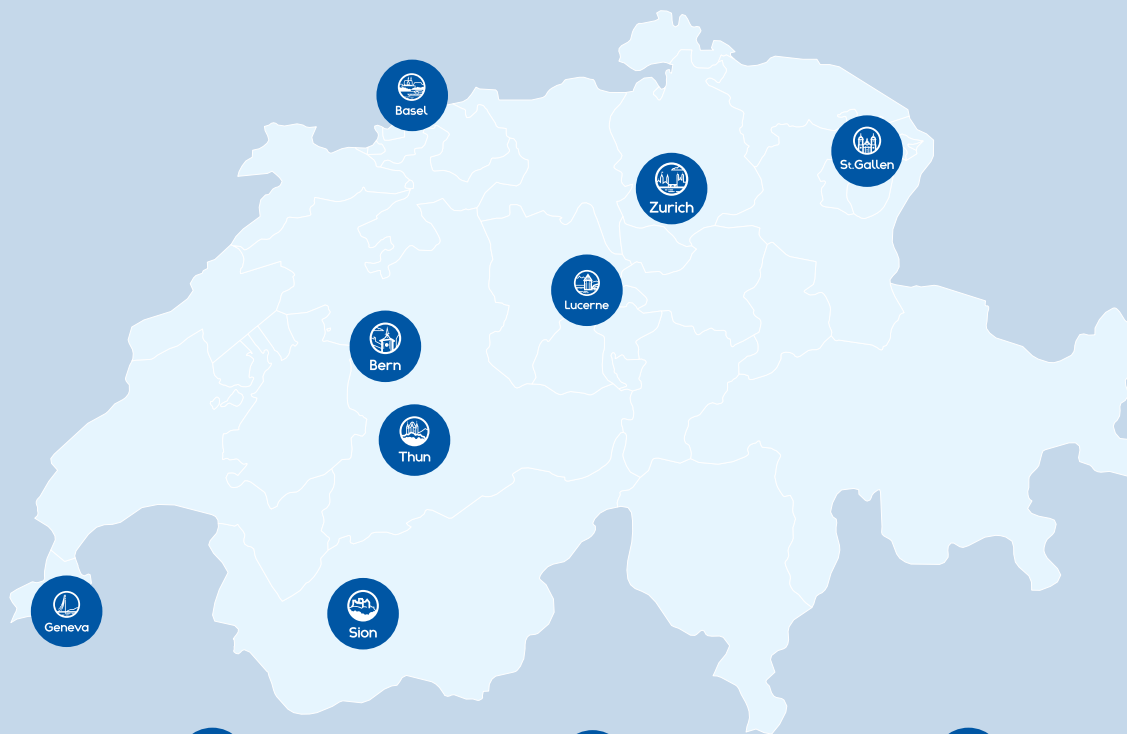 Basel
St.Gallen
Zurich
Lucerne
Bern
Thun
Geneva
Sion